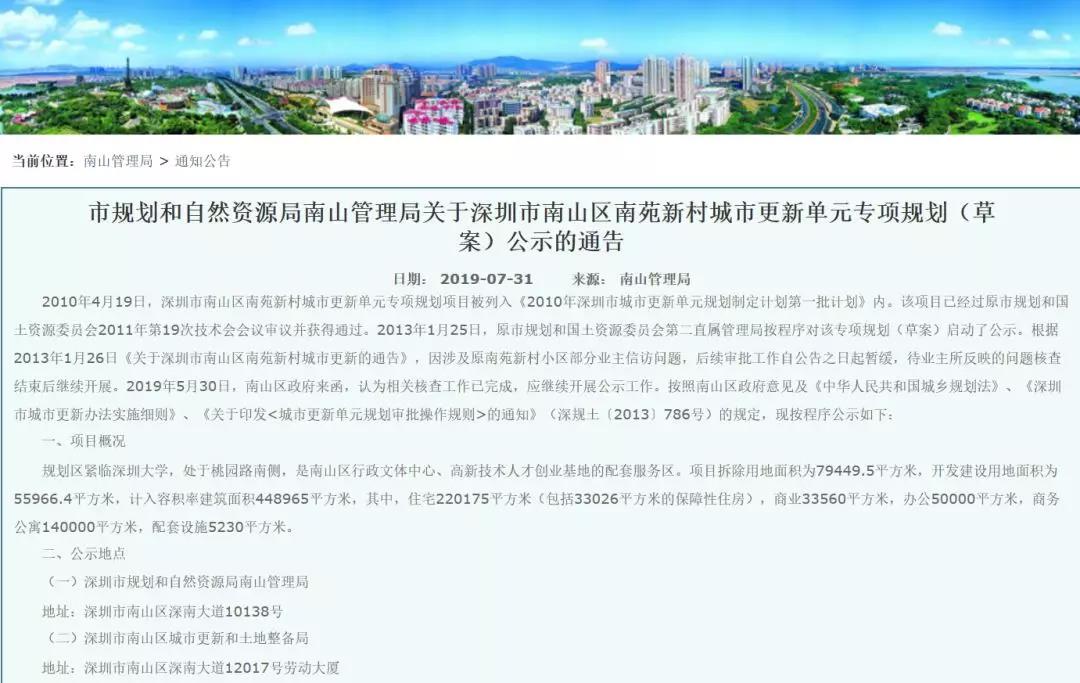 当前位置：南山管理局 > 通知公告
市规划和自然资源局南山管理局关于深圳市南山区南苑新村城市更新单元专项规划（草
案）公示的通告
日期： 2019-07-31 来源： 南山管理局
2010年4月19日，深圳市南山区南苑新村城市更新单元专项规划项目被列入《2010年深圳市城市更新单元规划制定计划第一批计划》内。该项目已经过原市规划和国
土资源委员会2011年第19次技术会会议审议并获得通过。2013年1月25日，原市规划和国土资源委员会第二直属管理局按程序对该专项规划（草案）启动了公示。根据
2013年1月26日《关于深圳市南山区南苑新村城市更新的通告》，因涉及原南苑新村小区部分业主信访问题，后续审批工作自公告之日起暂缓，待业主所反映的问题核查
结束后继续开展。2019年5月30日，南山区政府来函，认为相关核查工作已完成，应继续开展公示工作。按照南山区政府意见及《中华人民共和国城乡规划法》、《深圳
市城市更新办法实施细则》、《关于印发<城市更新单元规划审批操作规则>的通知》（深规土〔2013〕786号）的规定，现按程序公示如下：
一、项目概况
规划区紧临深圳大学，处于桃园路南侧，是南山区行政文体中心、高新技术人才创业基地的配套服务区。项目拆除用地面积为79449.5平方米，开发建设用地面积为
55966.4平方米，计入容积率建筑面积448965平方米，其中，住宅220175平方米（包括33026平方米的保障性住房），商业33560平方米，办公50000平方米，商务
公寓140000平方米，配套设施5230平方米。
二、公示地点
（一）深圳市规划和自然资源局南山管理局
地址：深圳市南山区深南大道10138号
（二）深圳市南山区城市更新和土地整备局
地址：深圳市南山区深南大道12017号劳动大厦